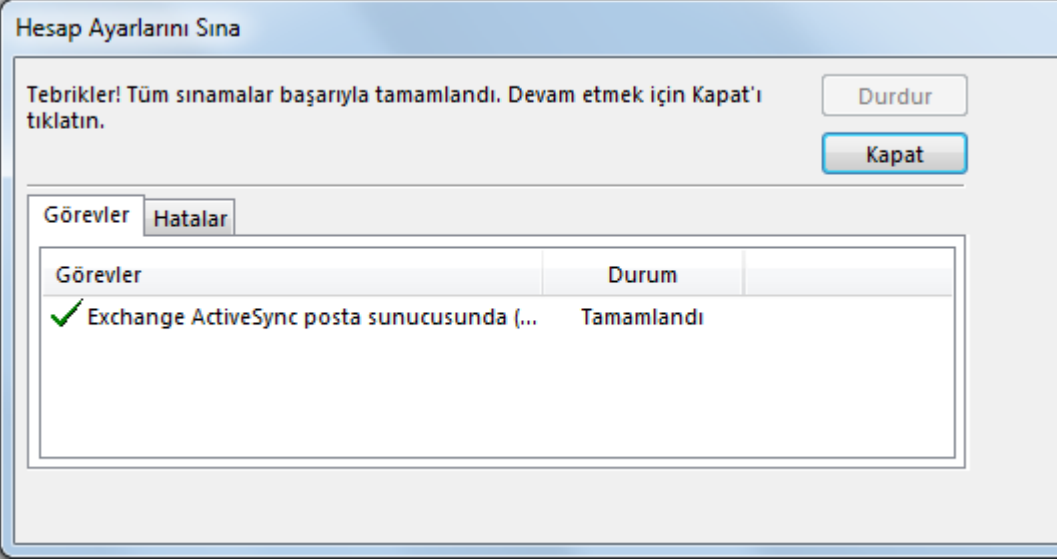 Hesap Ayarlarını Sına
Tebrikler! Tüm sınamalar başarıyla tamamlandı. Devam etmek için Kapat'ı
tıklatın.
Durdur
Kapat
Görevler
Hatalar
Görevler
Durum
Exchange ActiveSync posta sunucusunda (...
Tamamlandı